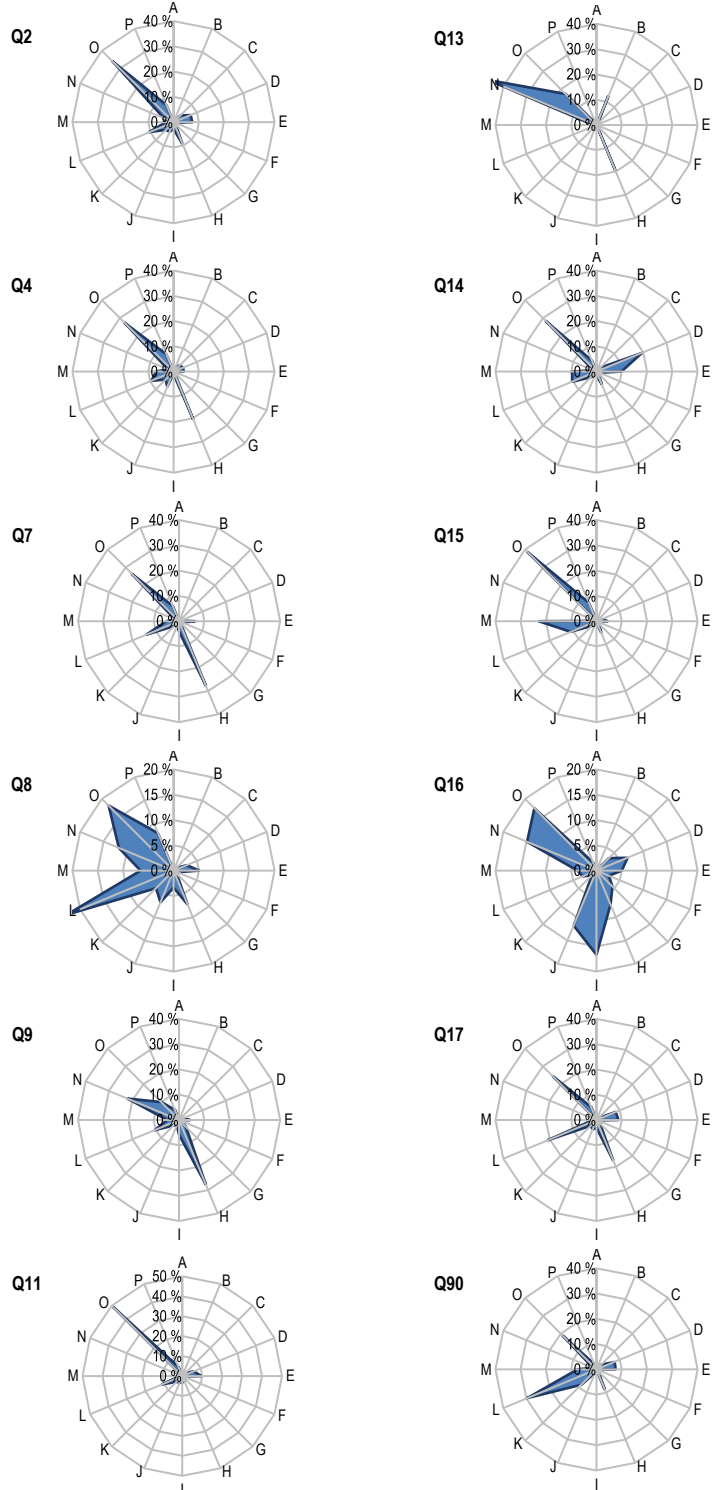 Q2
A
B
C
D
E
F
G
H
I
J
K
L
M
N
O
P
40 %
30 %
20 %
10 %
0 %
Q13
A
B
C
D
E
F
G
H
I
J
K
L
M
N
O
P
40 %
30 %
20 %
10 %
0 %
Q4
A
B
C
D
E
F
G
H
I
J
K
L
M
N
O
P
40 %
30 %
20 %
10 %
0 %
Q14
A
B
C
D
E
F
G
H
I
J
K
L
M
N
O
P
40 %
30 %
20 %
10 %
0 %
Q7
A
B
C
D
E
F
G
H
I
J
K
L
M
N
O
P
40 %
30 %
20 %
10 %
0 %
Q15
A
B
C
D
E
F
G
H
I
J
K
L
M
N
O
P
40 %
30 %
20 %
10 %
0 %
Q8
A
B
C
D
E
F
G
H
I
J
K
L
M
N
O
P
20 %
15 %
10 %
5 %
0 %
Q16
A
B
C
D
E
F
G
H
I
J
K
L
M
N
O
P
20 %
15 %
10 %
5 %
0 %
Q9
A
B
C
D
E
F
G
H
I
J
K
L
M
N
O
P
40 %
30 %
20 %
10 %
0 %
Q17
A
B
C
D
E
F
G
H
I
J
K
L
M
N
O
P
40 %
30 %
20 %
10 %
0 %
Q11
A
B
C
D
E
F
G
H
I
J
K
L
M
N
O
P
50 %
40 %
30 %
20 %
10 %
0 %
Q90
A
B
C
D
E
F
G
H
I
J
K
L
M
N
O
P
40 %
30 %
20 %
10 %
0 %